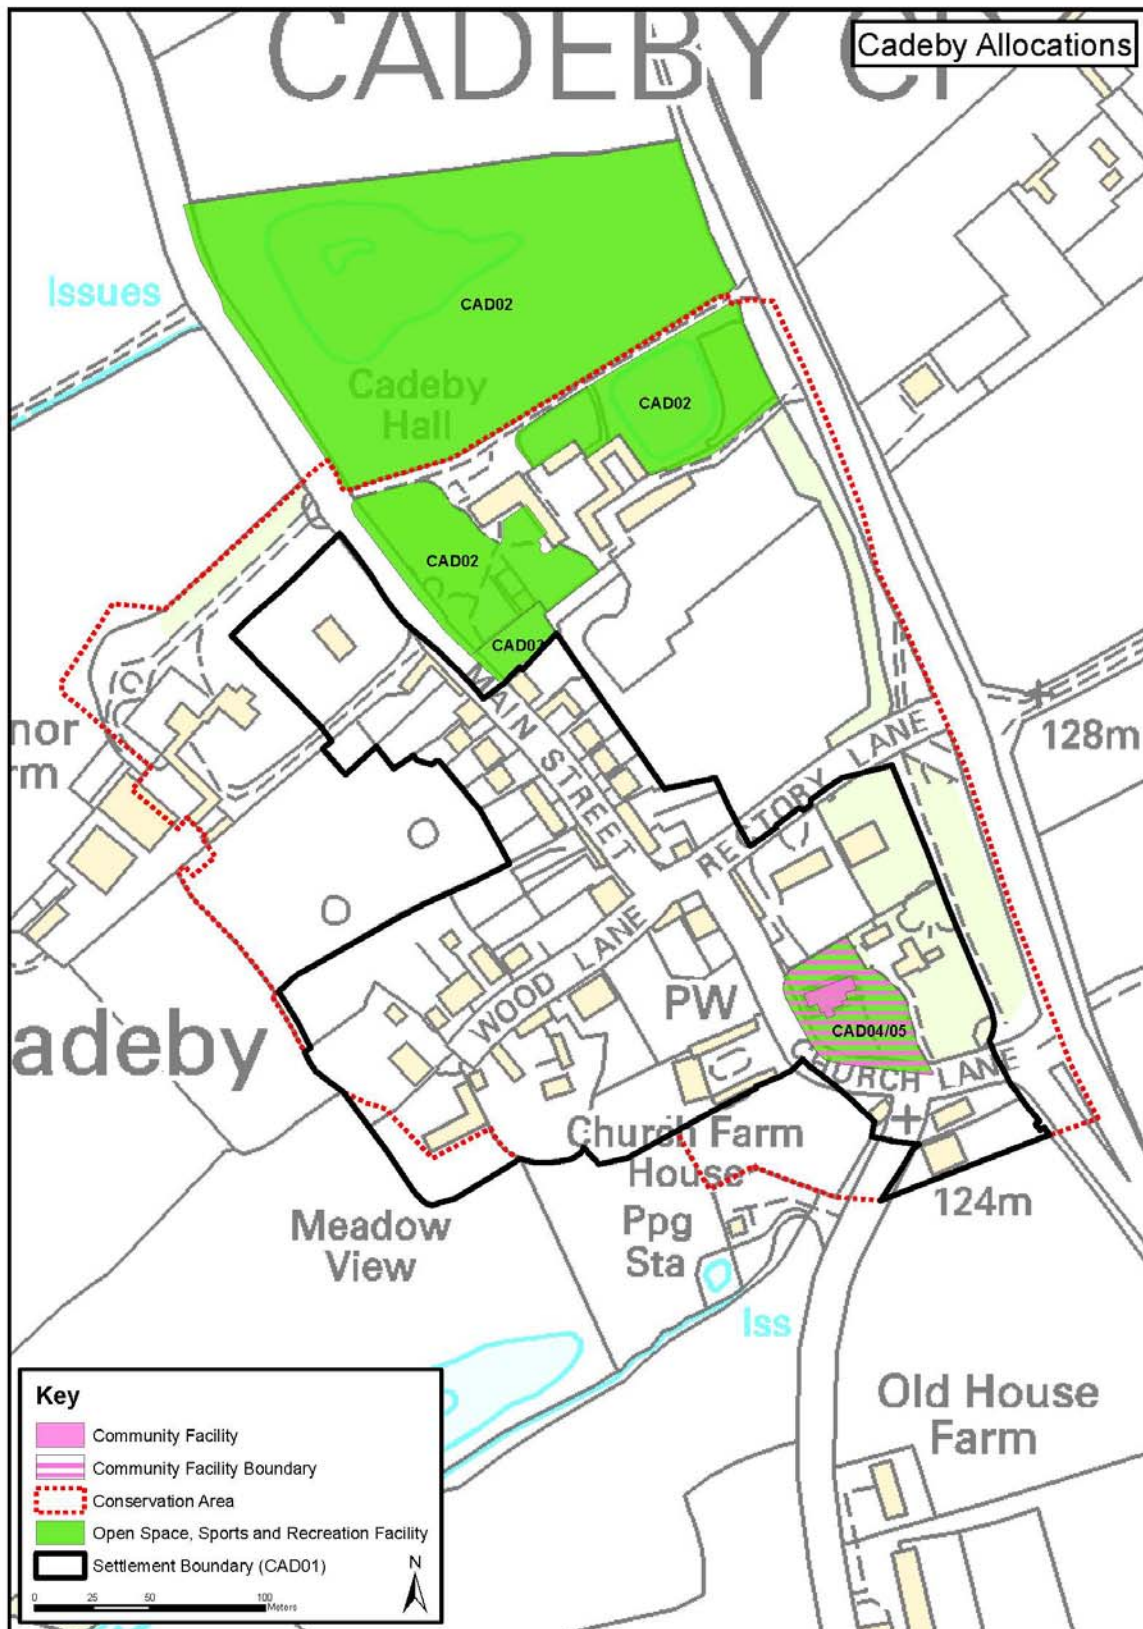 CADEBY CP
Cadeby Allocations
Issues
CAD02
Cadeby
Hall
CAD02
CAD02
CAD03
MAIN STREET
RECTORY LANE
128m
WOOD LANE
PW
CAD04/05
CHURCH LANE
adeby
nor
rm
Church Farm
House
124m
Meadow
View
Ppg
Sta
Iss
Old House
Farm
Key
Community Facility
Community Facility Boundary
Conservation Area
Open Space, Sports and Recreation Facility
Settlement Boundary (CAD01)
N
0 25 50 100
Meters